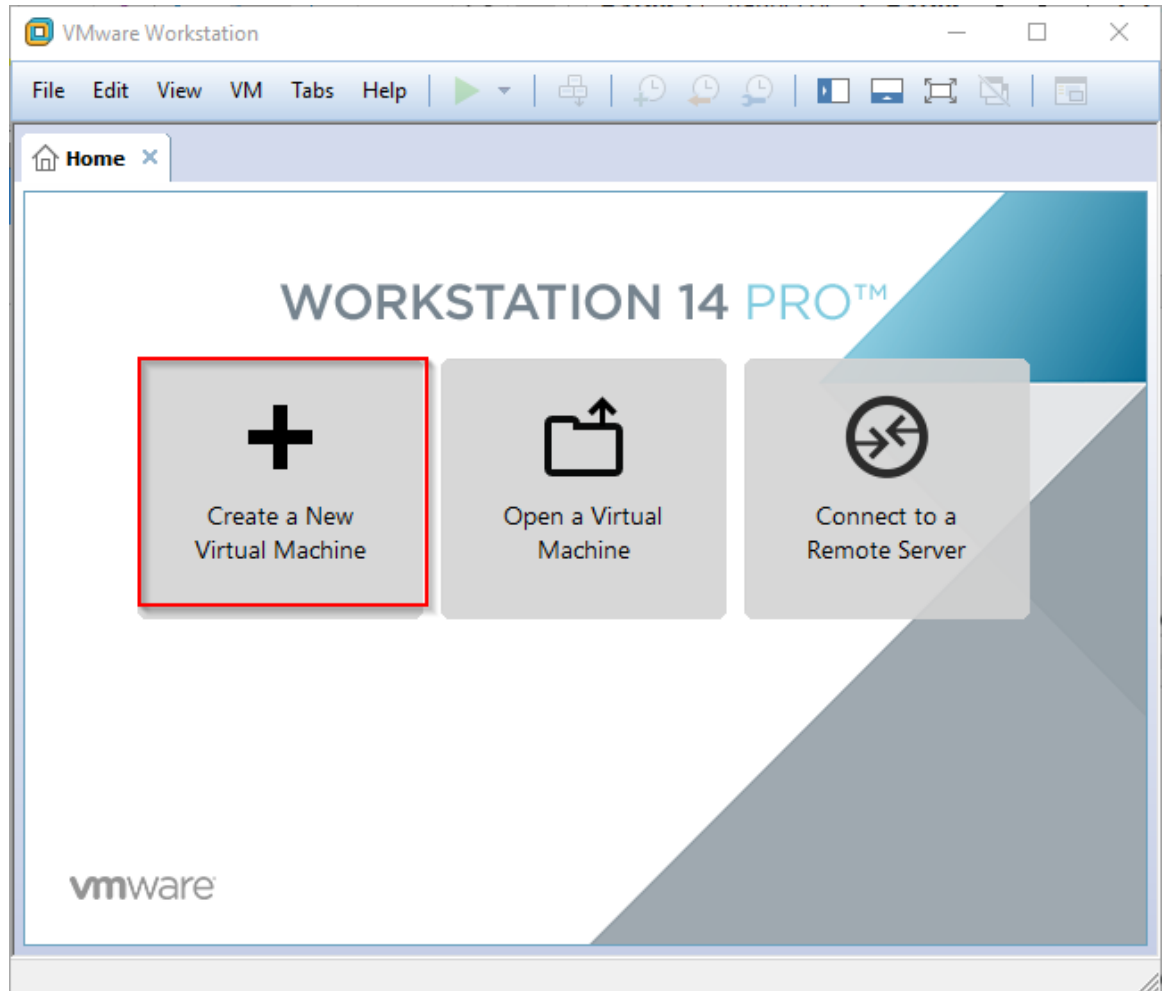 VMware Workstation
File Edit View VM Tabs Help
Home
WORKSTATION 14 PRO™
Create a New
Virtual Machine
Open a Virtual
Machine
Connect to a
Remote Server
vmware